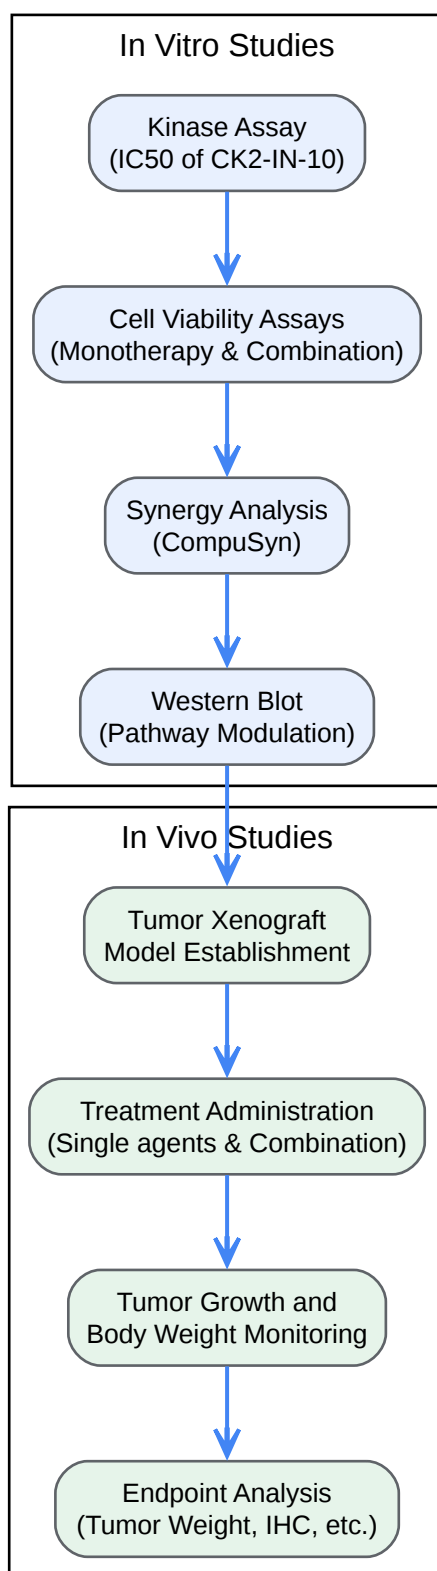 In Vitro Studies
Kinase Assay
(IC50 of CK2-IN-10)
Cell Viability Assays
(Monotherapy & Combination)
Synergy Analysis
(CompuSyn)
Western Blot
(Pathway Modulation)
In Vivo Studies
Tumor Xenograft
Model Establishment
Treatment Administration
(Single agents & Combination)
Tumor Growth and
Body Weight Monitoring
Endpoint Analysis
(Tumor Weight, IHC, etc.)